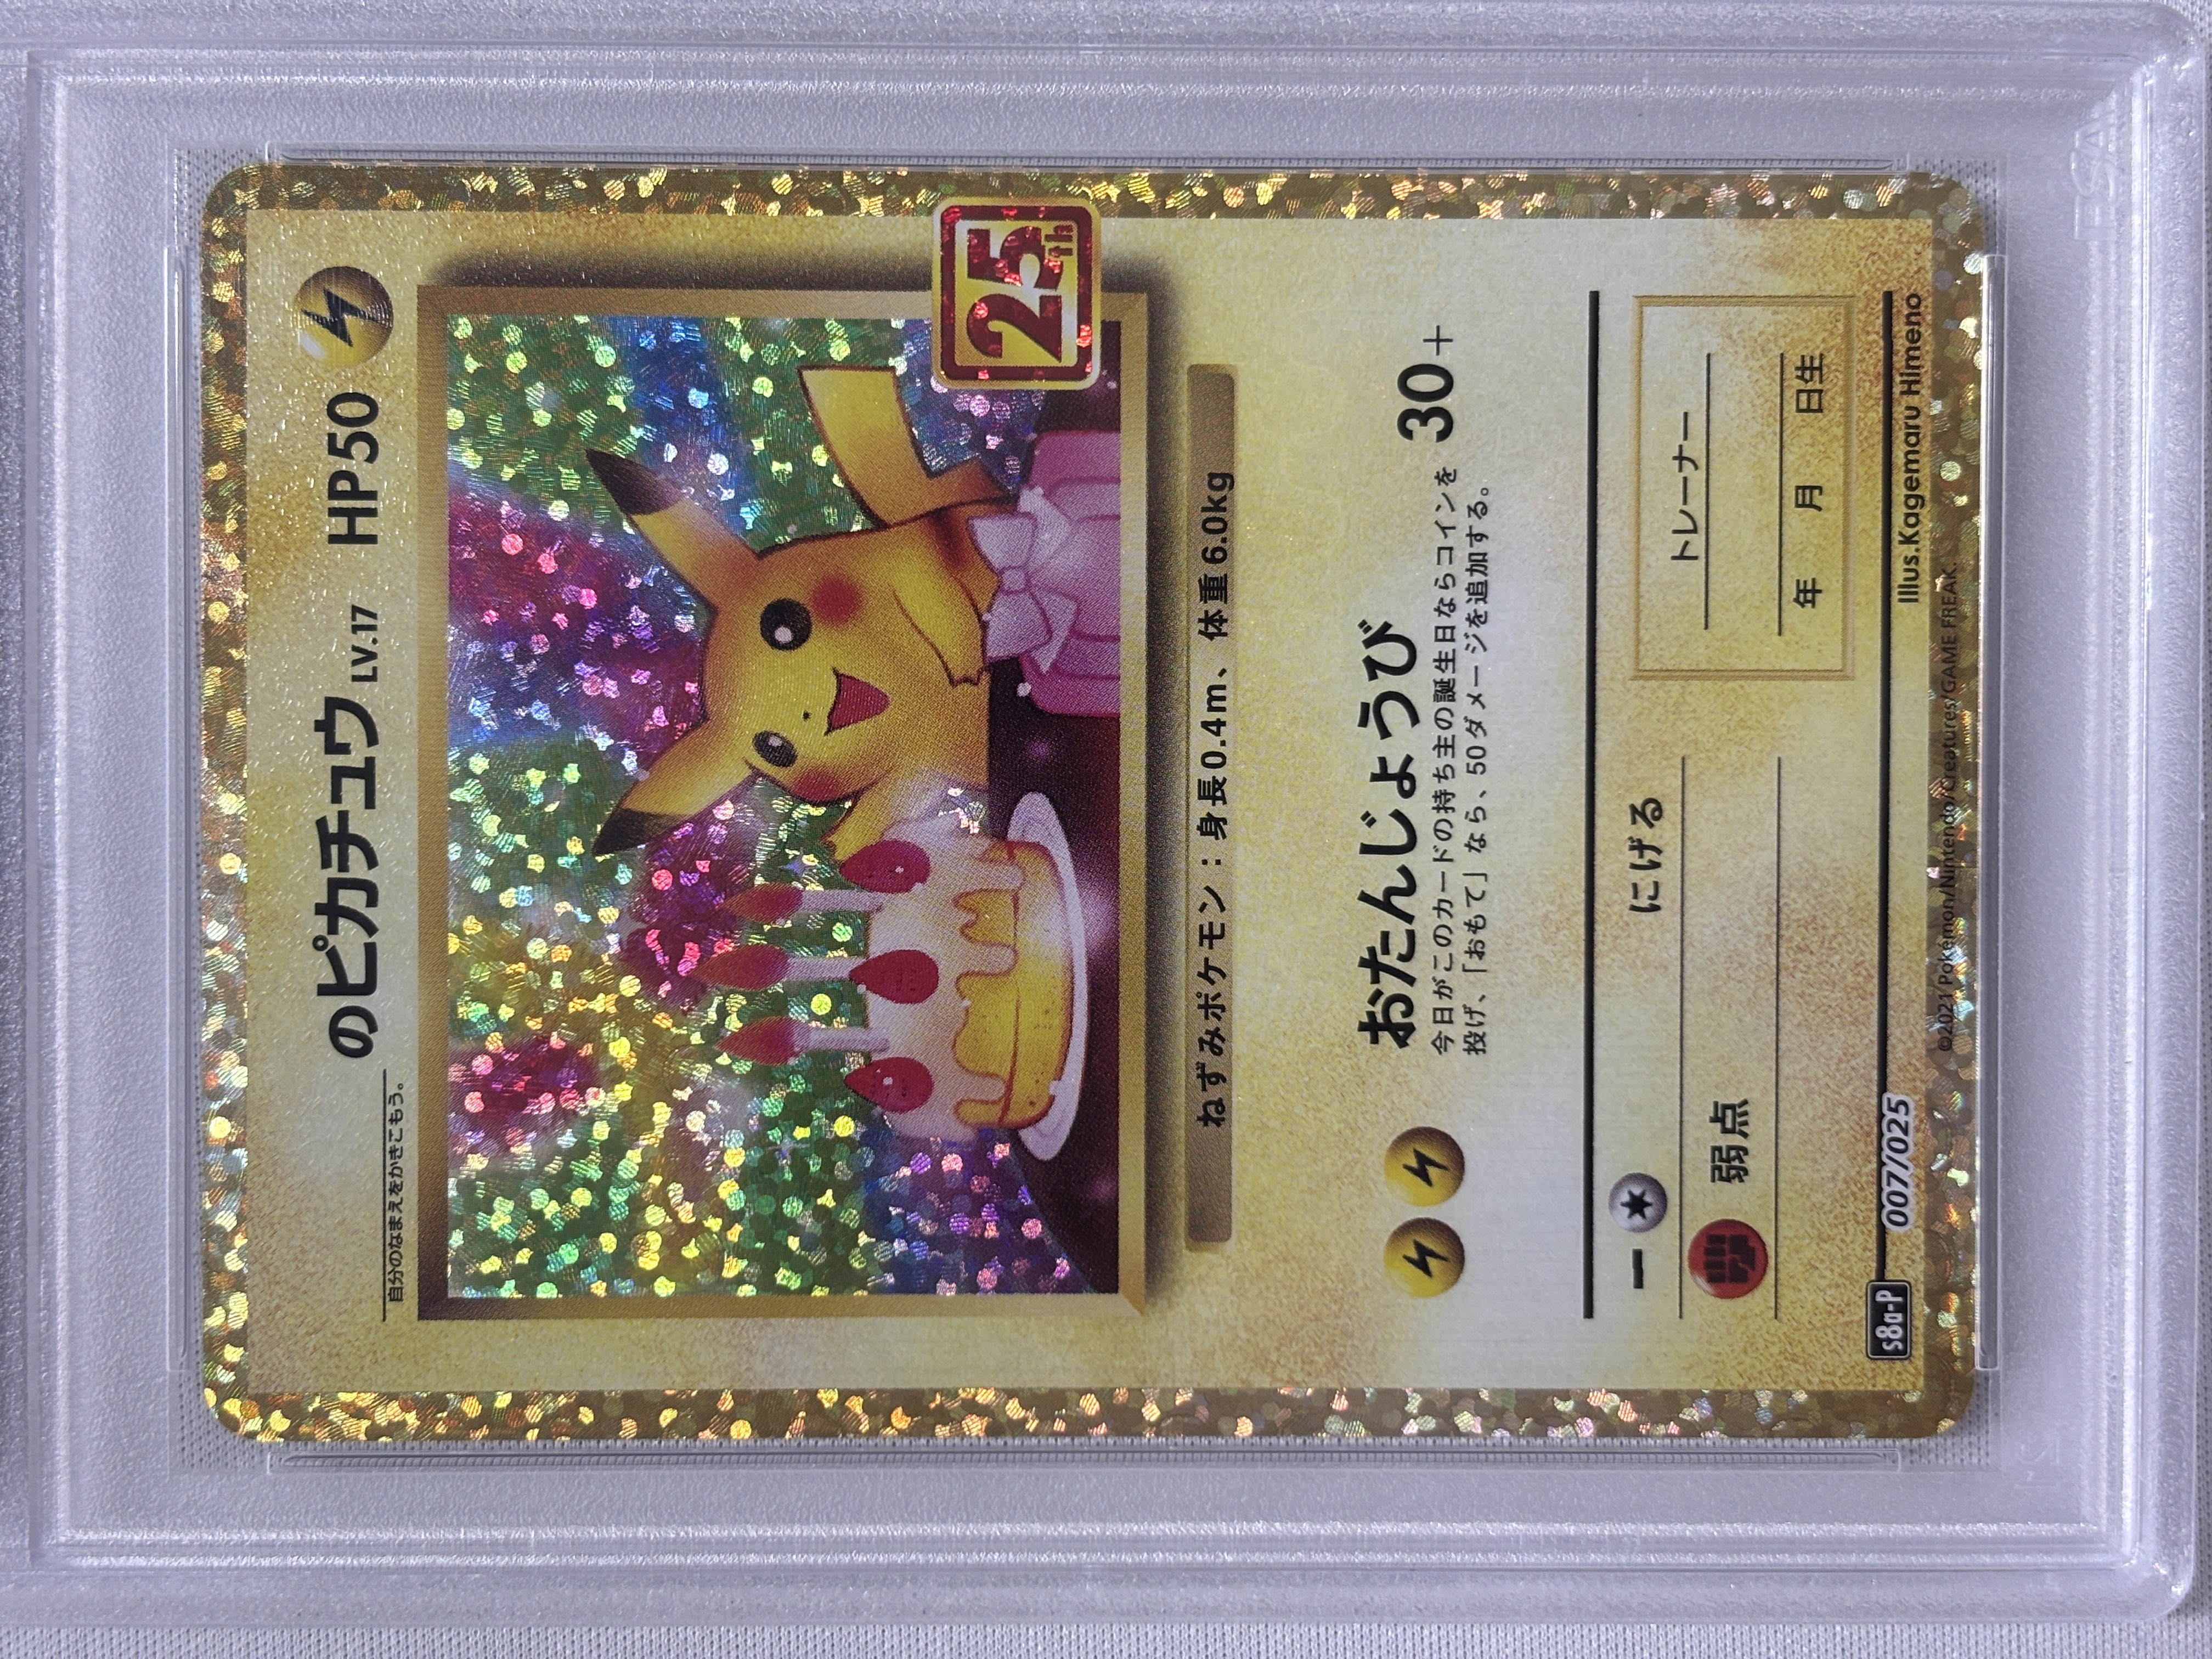 のピカチュウ LV.17 HP50
自分のなまえをかきこもう。
25th
ねずみポケモン：身長0.4m、体重6.0kg
おたんじょうび 30+
今日がこのカードの持ち主の誕生日ならコインを
投げ、「おもて」なら、50ダメージを追加する。
にげる
弱点
トレーナー
年 月 日生
s8a-P 007/025 Illus.Kagemaru Himeno
©2021 Pokémon/Nintendo/Creatures/GAME FREAK.
PSA